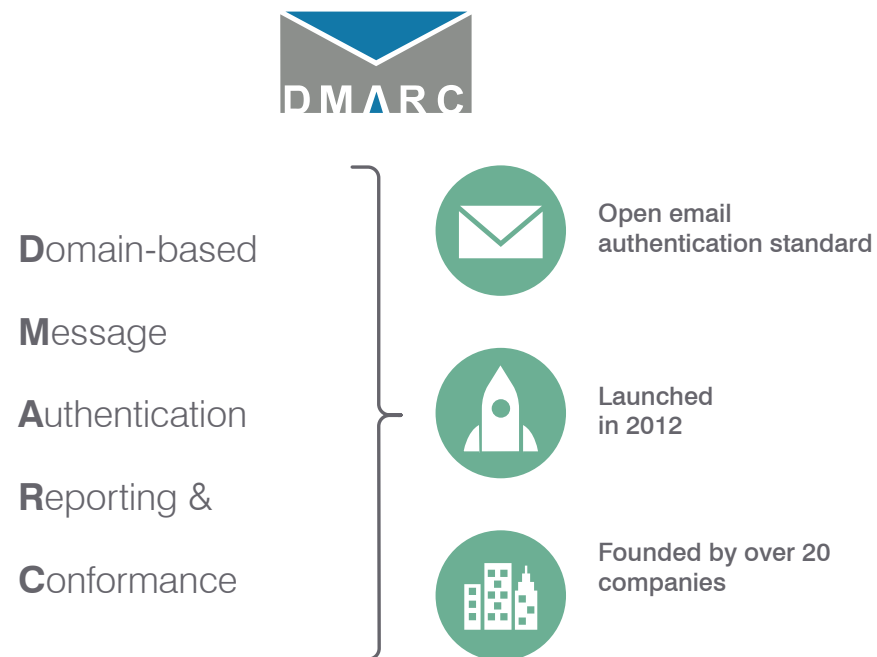 DMARC
Domain-based
Message
Authentication
Reporting &
Conformance
Open email
authentication standard
Launched
in 2012
Founded by over 20
companies